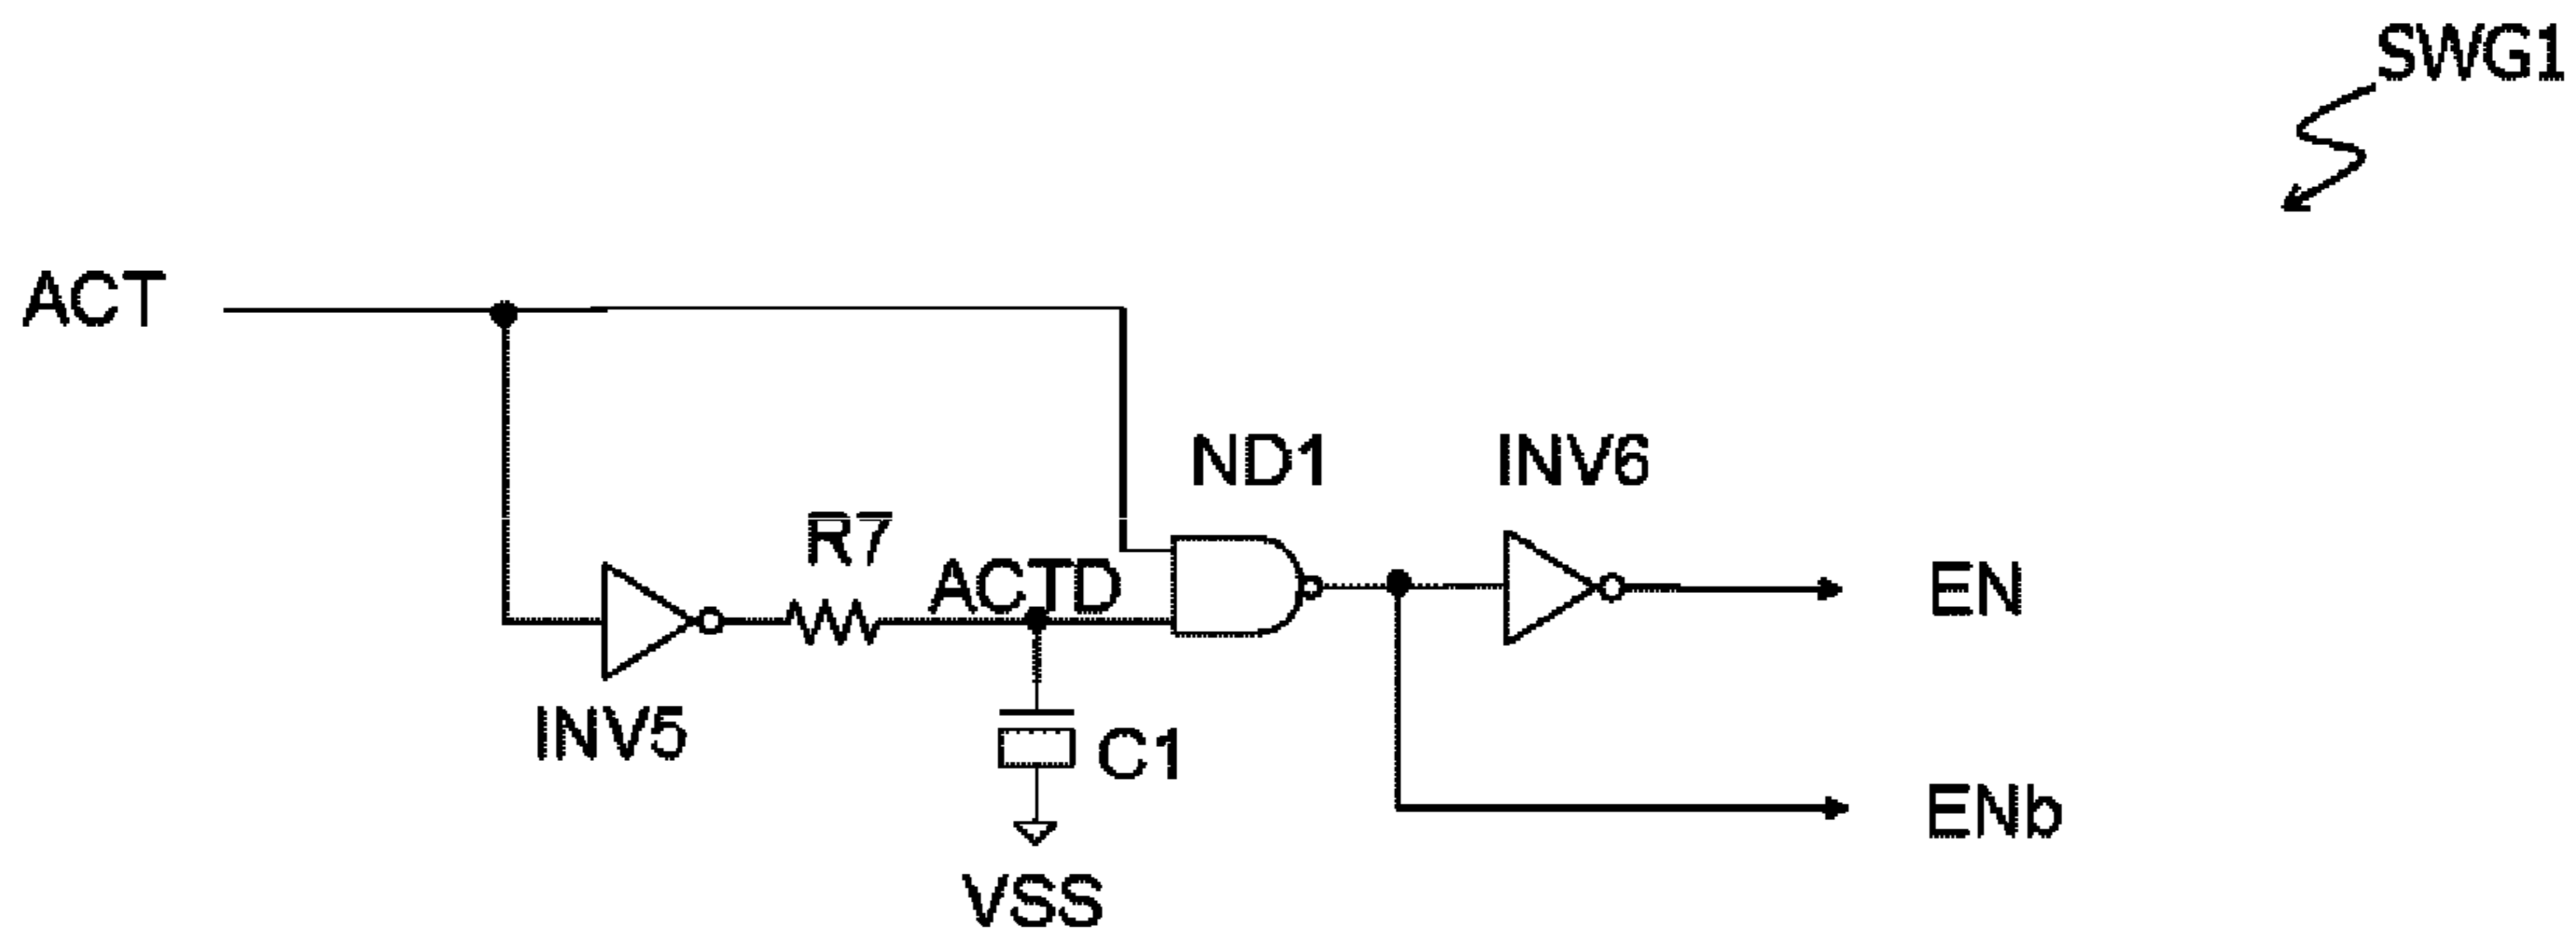 SWG1
ACT
ND1
INV6
R7
ACTD
EN
INV5
C1
ENb
VSS